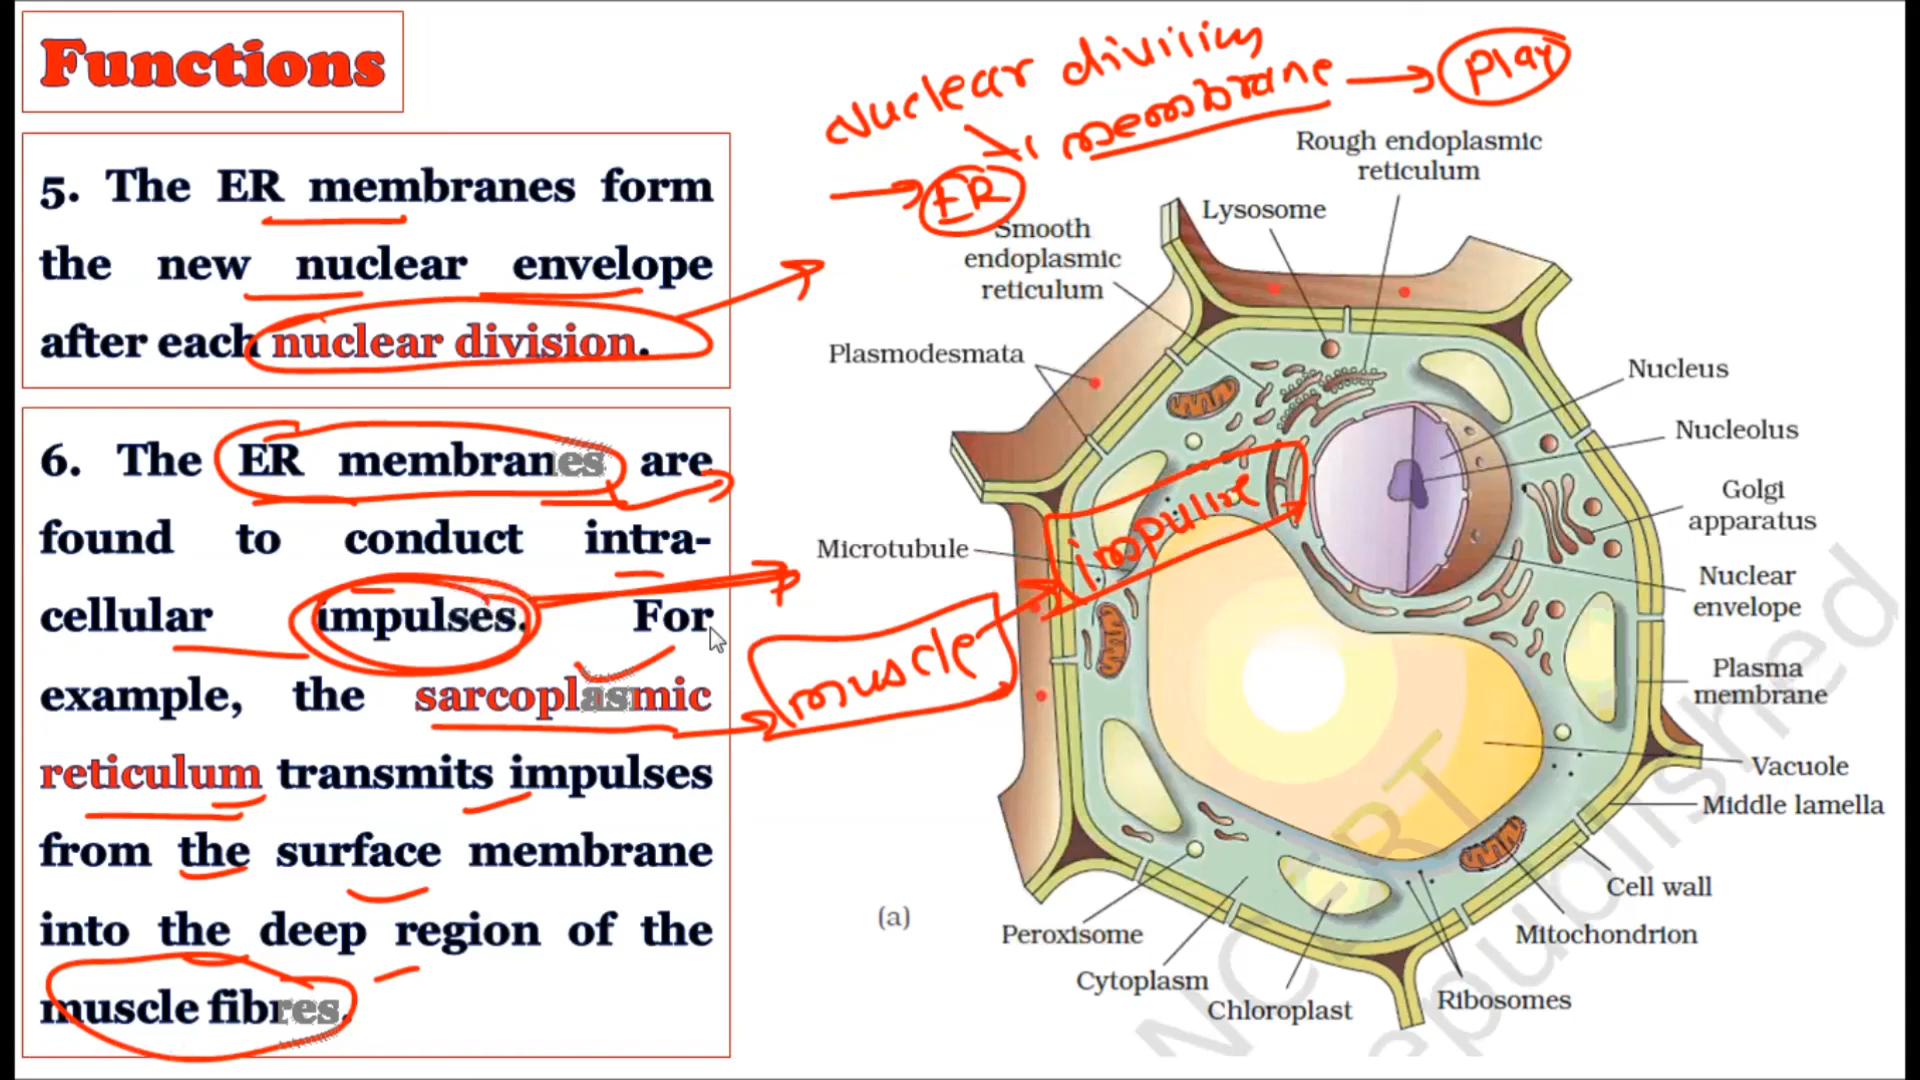 Functions
5. The ER membranes form
the new nuclear envelope
after each nuclear division.
6. The ER membranes are
found to conduct intra-
cellular impulses. For
example, the sarcoplasmic
reticulum transmits impulses
from the surface membrane
into the deep region of the
muscle fibres.
Nuclear division
membrane
Play
ER
muscle
impulse
Rough endoplasmic
reticulum
Lysosome
Smooth
endoplasmic
reticulum
Plasmodesmata
Nucleus
Nucleolus
Golgi
apparatus
Microtubule
Nuclear
envelope
Plasma
membrane
Vacuole
Middle lamella
Cell wall
Mitochondrion
Ribosomes
Chloroplast
Cytoplasm
Peroxisome
(a)
NCERT
republished